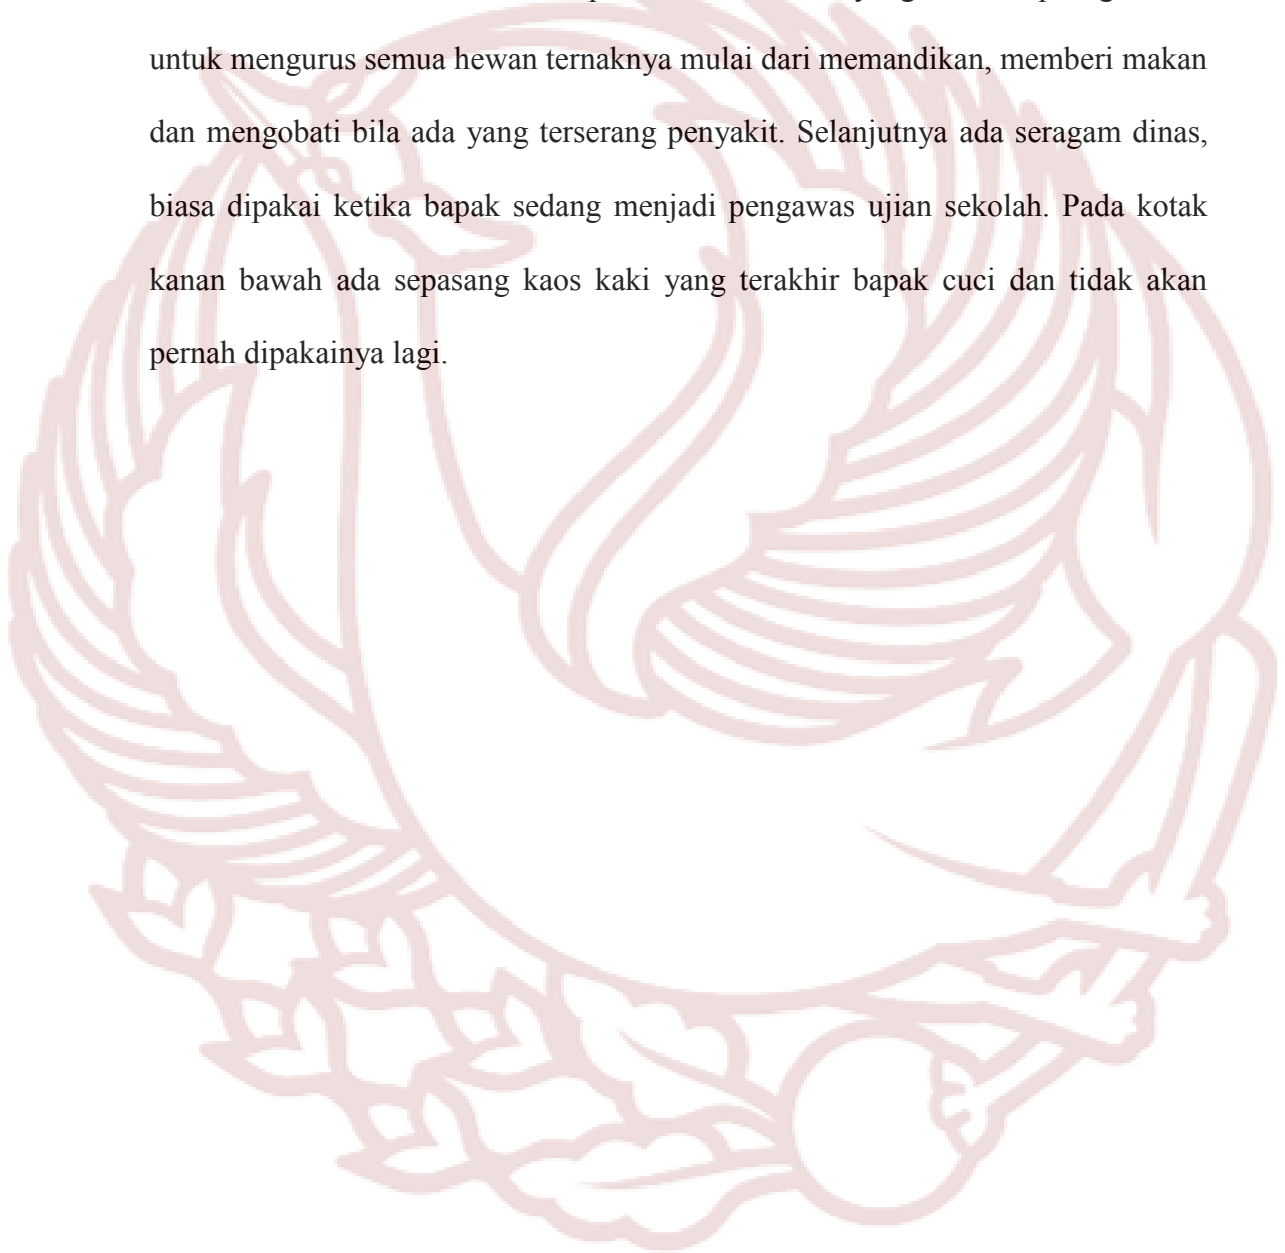 untuk mengurus semua hewan ternaknya mulai dari memandikan, memberi makan
dan mengobati bila ada yang terserang penyakit. Selanjutnya ada seragam dinas,
biasa dipakai ketika bapak sedang menjadi pengawas ujian sekolah. Pada kotak
kanan bawah ada sepasang kaos kaki yang terakhir bapak cuci dan tidak akan
pernah dipakainya lagi.